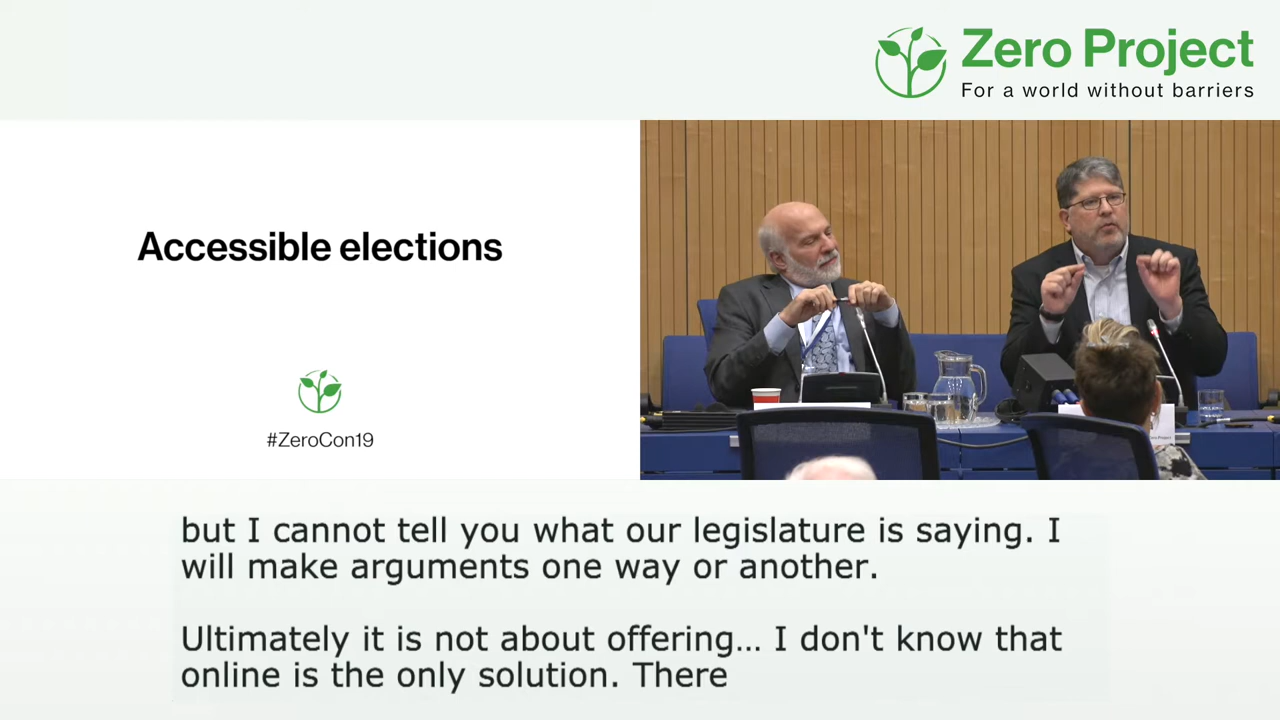 Zero Project
For a world without barriers
Accessible elections
#ZeroCon19
but I cannot tell you what our legislature is saying. I
will make arguments one way or another.
Ultimately it is not about offering… I don't know that
online is the only solution. There